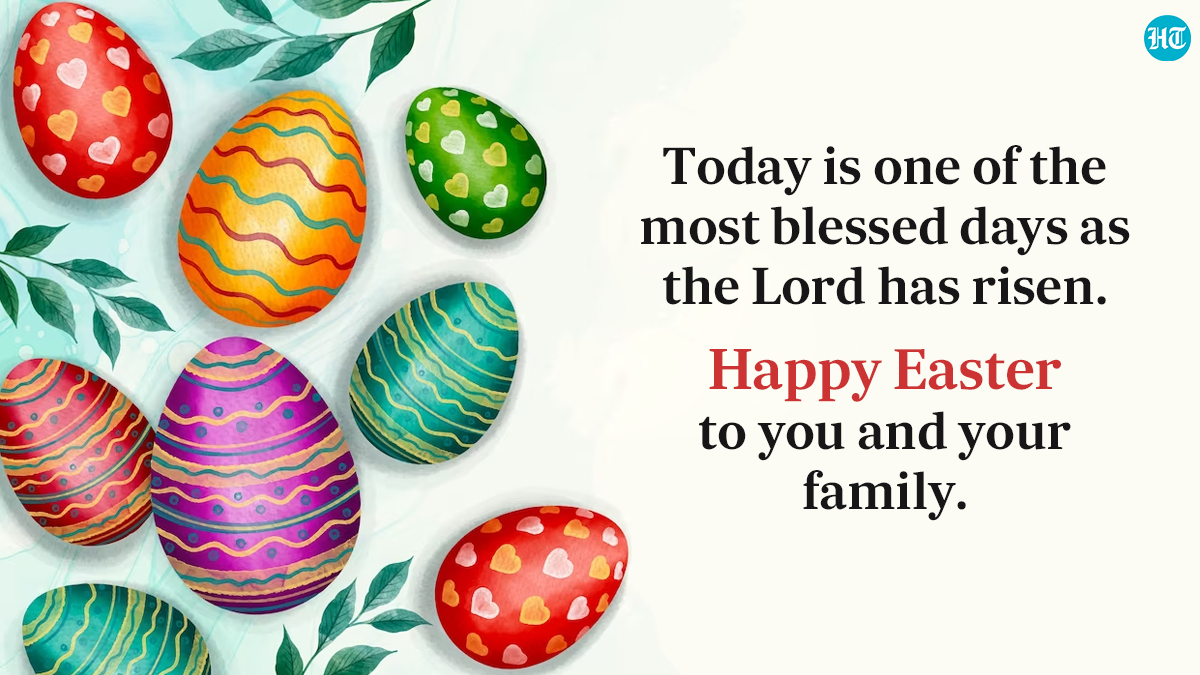 HT
Today is one of the
most blessed days as
the Lord has risen.
Happy Easter
to you and your
family.